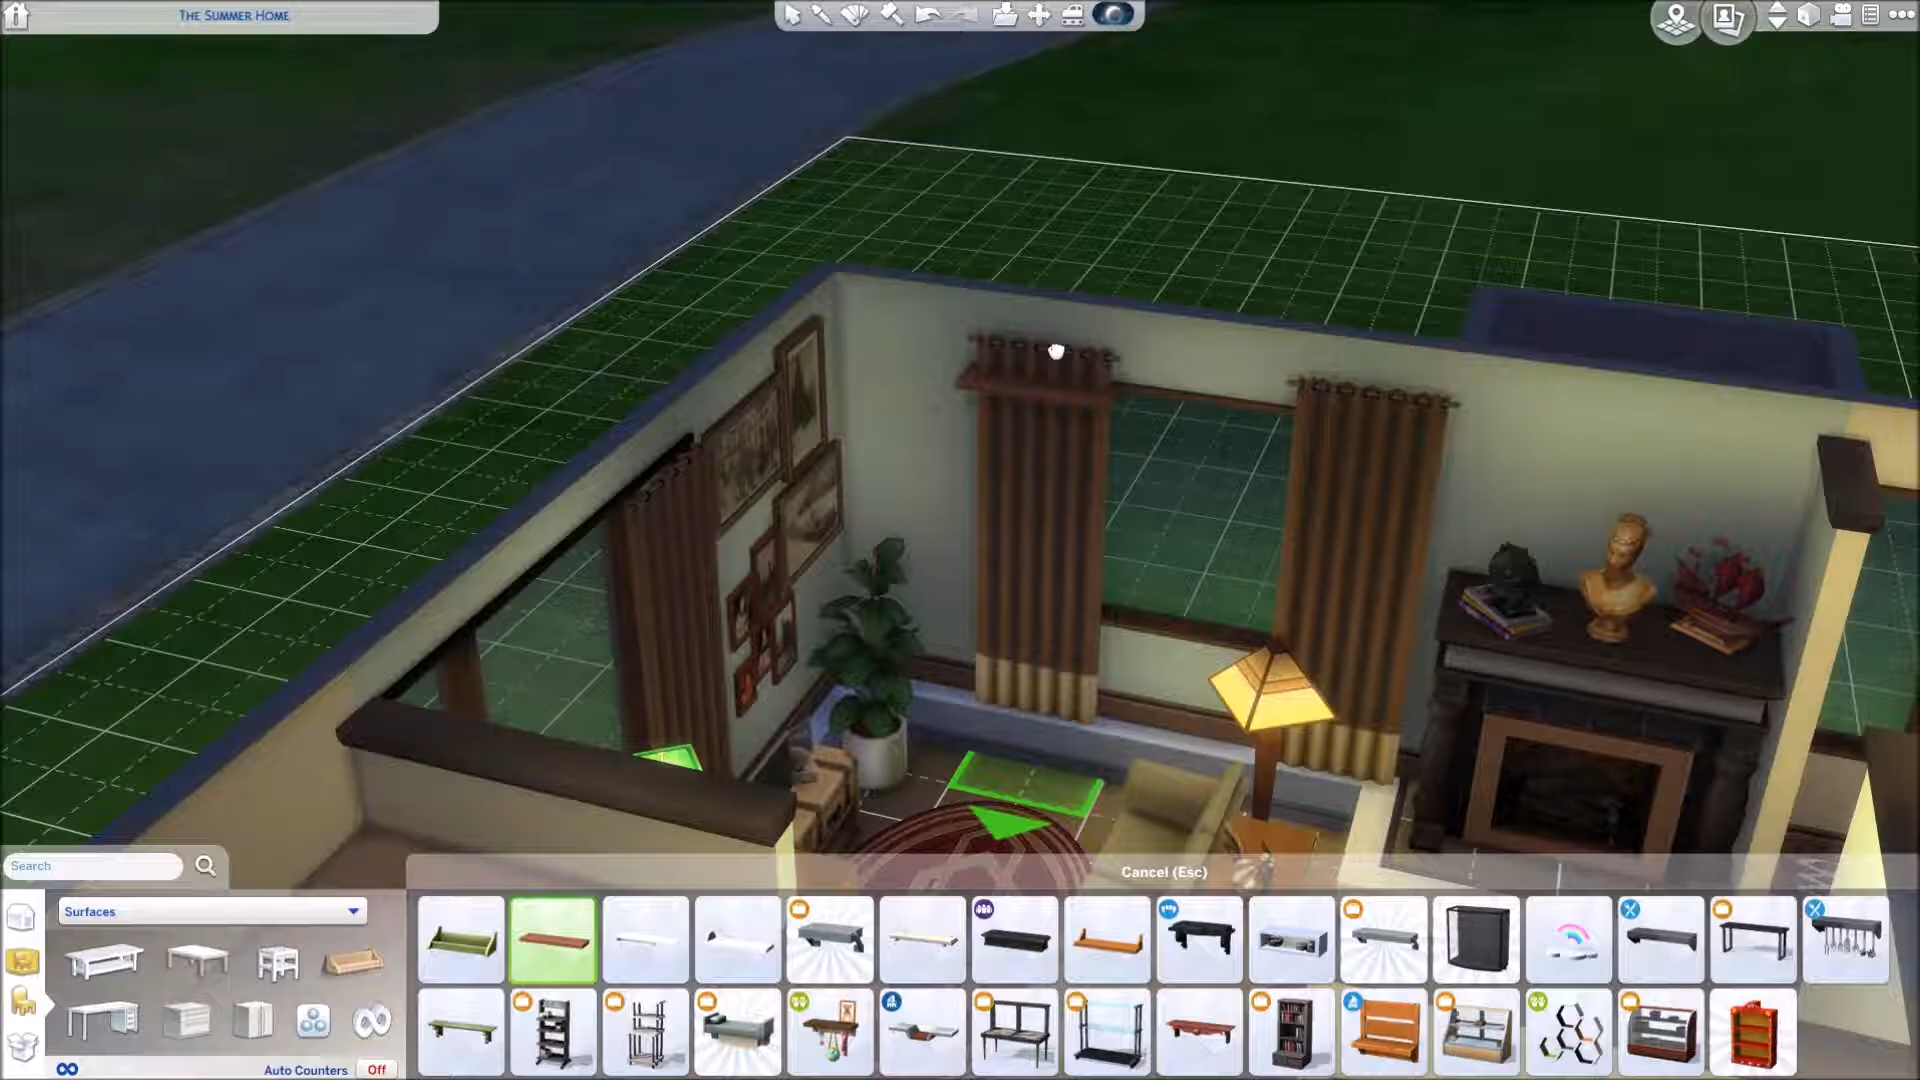 THE SUMMER HOME
Search
Cancel (Esc)
Surfaces
Auto Counters
Off